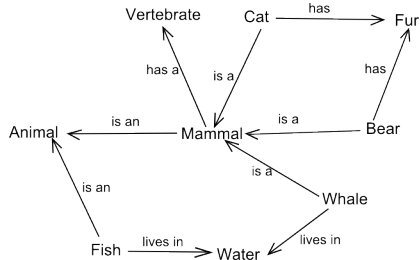 Vertebrate
Cat
has
Fur
has a
is a
has
Animal
is an
Mammal
is a
Bear
is an
is a
Whale
Fish
lives in
Water
lives in